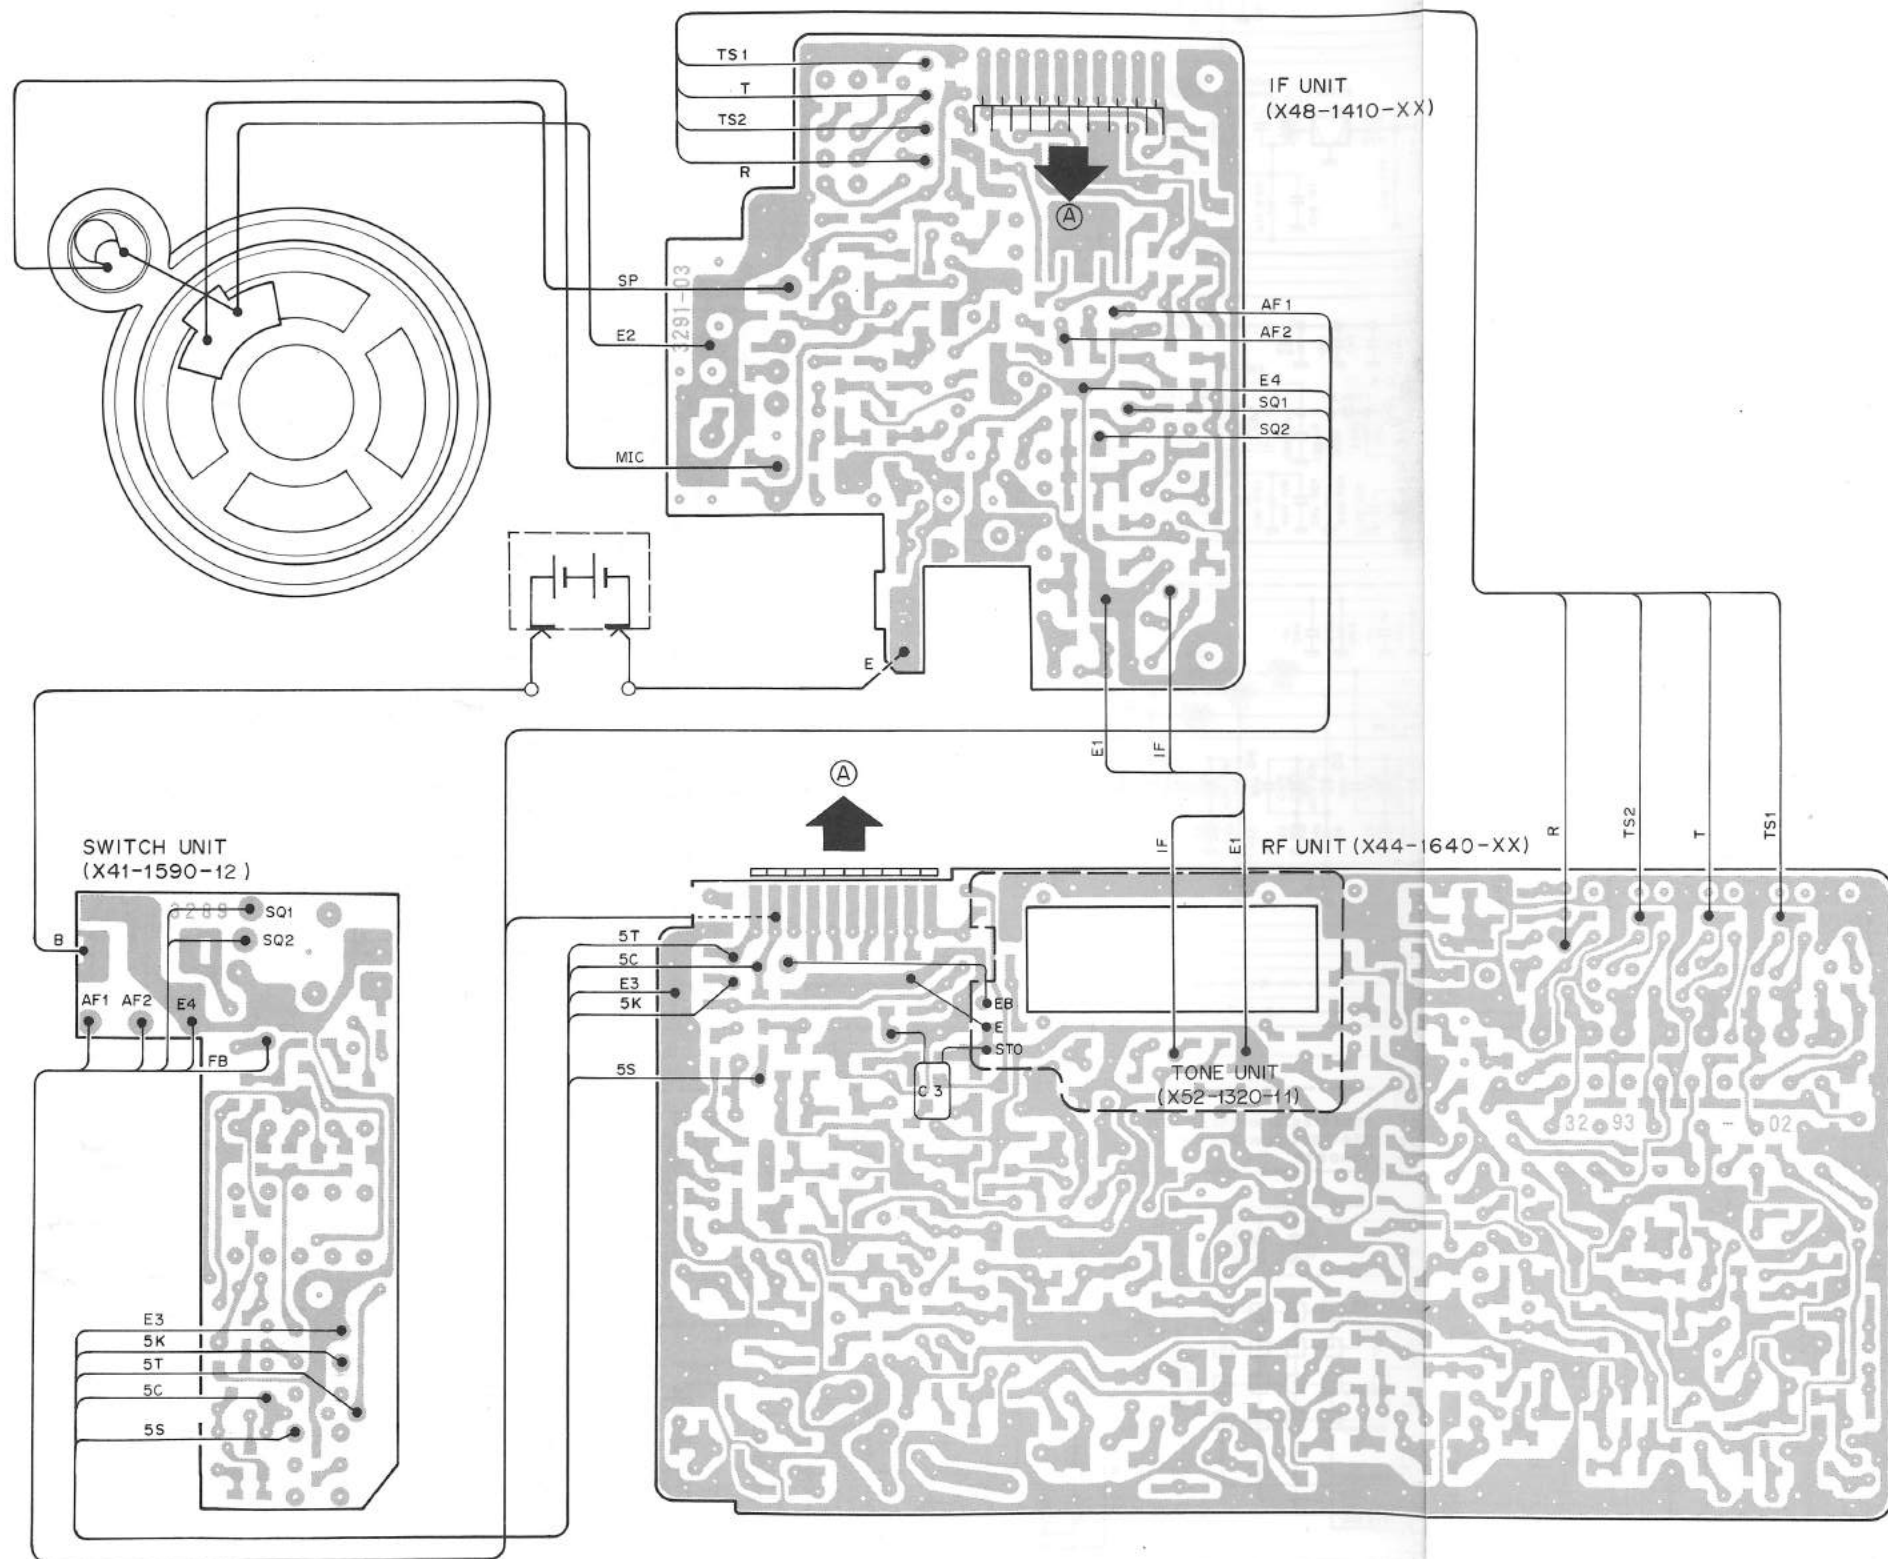 TS1
T
TS2
R
IF UNIT
(X48-1410-XX)
A
SP
3291-03
E2
AF1
AF2
E4
SQ1
SQ2
MIC
E
E1
IF
A
R
TS2
T
TS1
IF
E1
RF UNIT (X44-1640-XX)
SWITCH UNIT
(X41-1590-12)
3289
SQ1
SQ2
B
AF1
AF2
E4
FB
5T
5C
E3
5K
5S
EB
E
STO
C3
TONE UNIT
(X52-1320-11)
32 93 - 02
E3
5K
5T
5C
5S